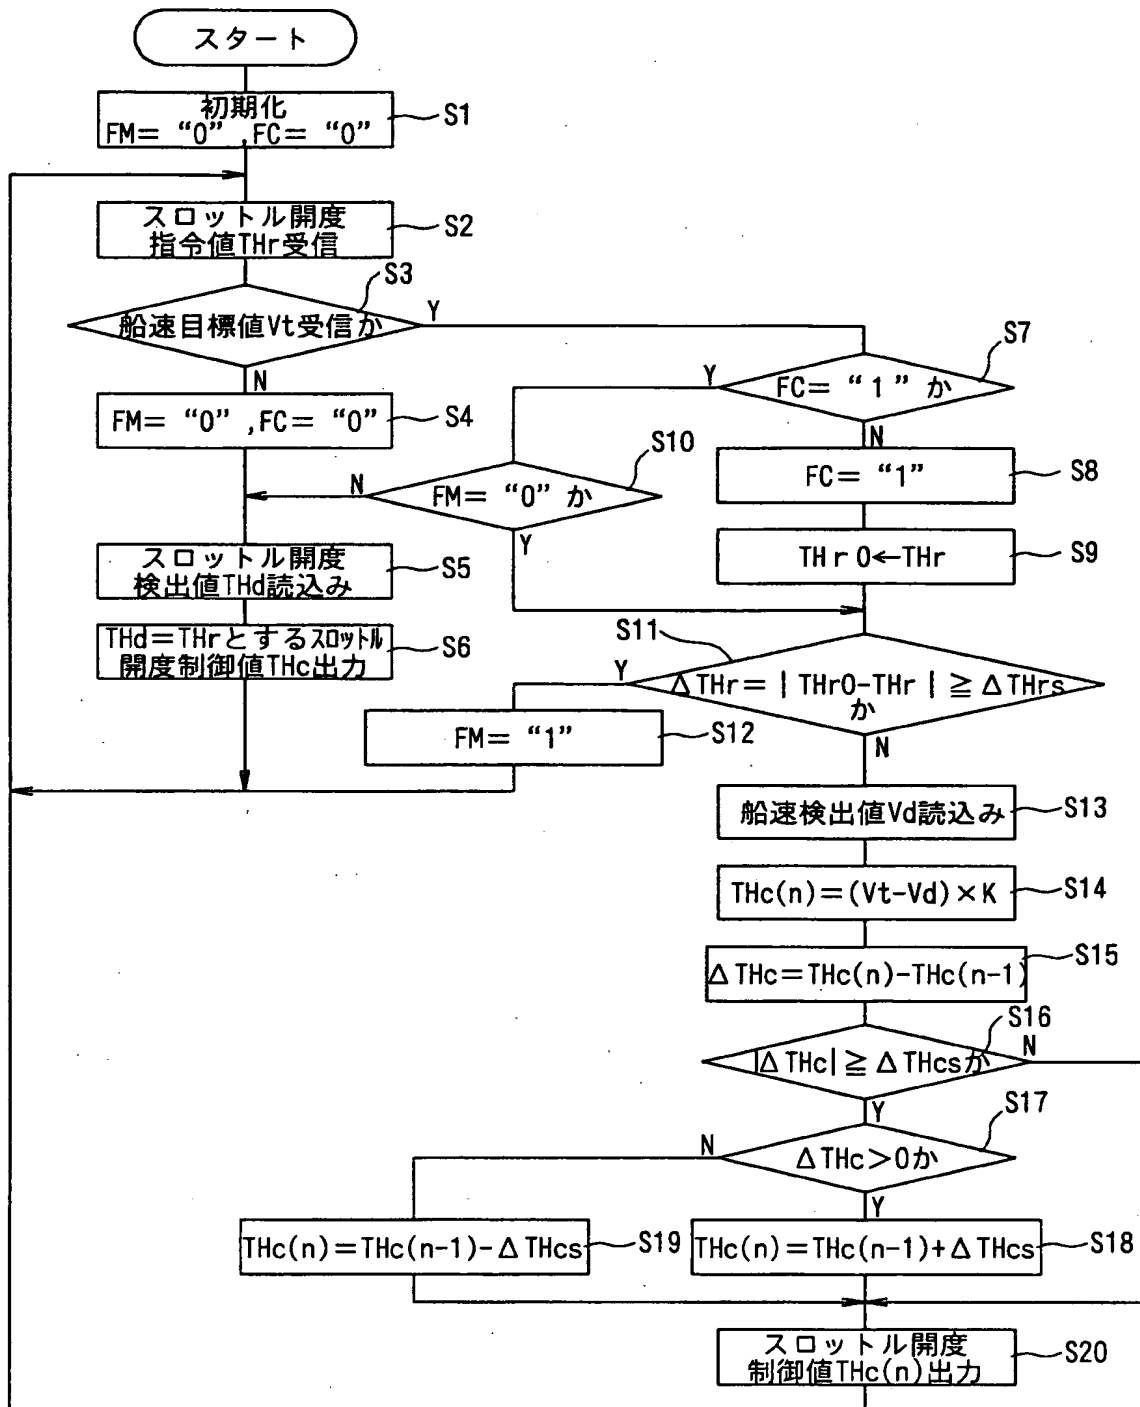 スタート
初期化
FM= “0” ,FC= “0”
S1
スロットル開度
指令値THr受信
S2
S3
船速目標値Vt受信か
Y
N
FM= “0” ,FC= “0”
S4
S7
FC= “1” か
Y
N
S10
FM= “0” か
N
Y
FC= “1”
S8
THr0←THr
S9
スロットル開度
検出値THd読込み
S5
THd=THrとするスロットル
開度制御値THc出力
S6
S11
ΔTHr=|THr0-THr|≧ΔTHrs
か
Y
N
FM= “1”
S12
船速検出値Vd読込み
S13
THc(n)=(Vt-Vd)×K
S14
ΔTHc=THc(n)-THc(n-1)
S15
S16
|ΔTHc|≧ΔTHcsか
N
Y
S17
ΔTHc>0か
N
Y
THc(n)=THc(n-1)-ΔTHcs
S19
THc(n)=THc(n-1)+ΔTHcs
S18
スロットル開度
制御値THc(n)出力
S20